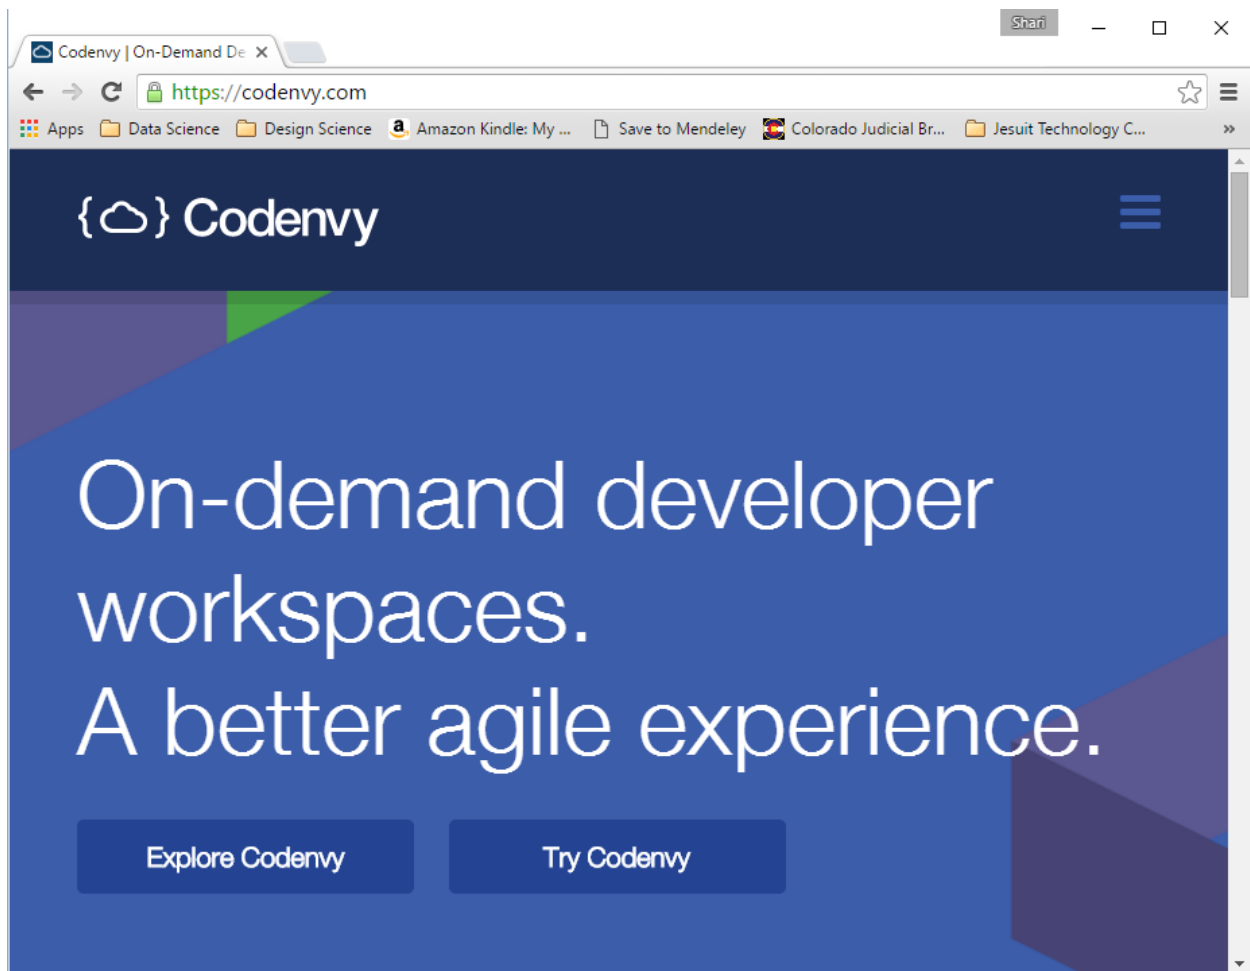 Shari
Codenvy | On-Demand De
https://codenvy.com
Apps Data Science Design Science Amazon Kindle: My ... Save to Mendeley Colorado Judicial Br... Jesuit Technology C... »
{ } Codenvy
On-demand developer
workspaces.
A better agile experience.
Explore Codenvy Try Codenvy